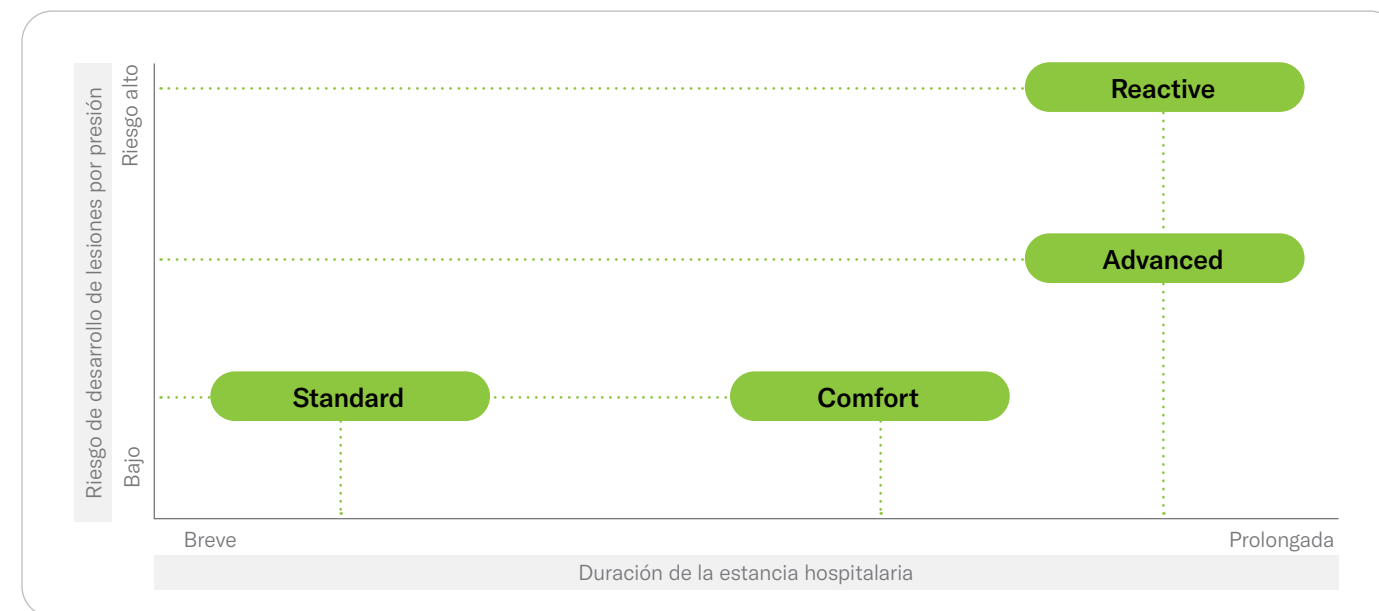 Riesgo de desarrollo de lesiones por presión
Riesgo alto
Bajo
Reactive
Advanced
Standard
Comfort
Breve
Prolongada
Duración de la estancia hospitalaria